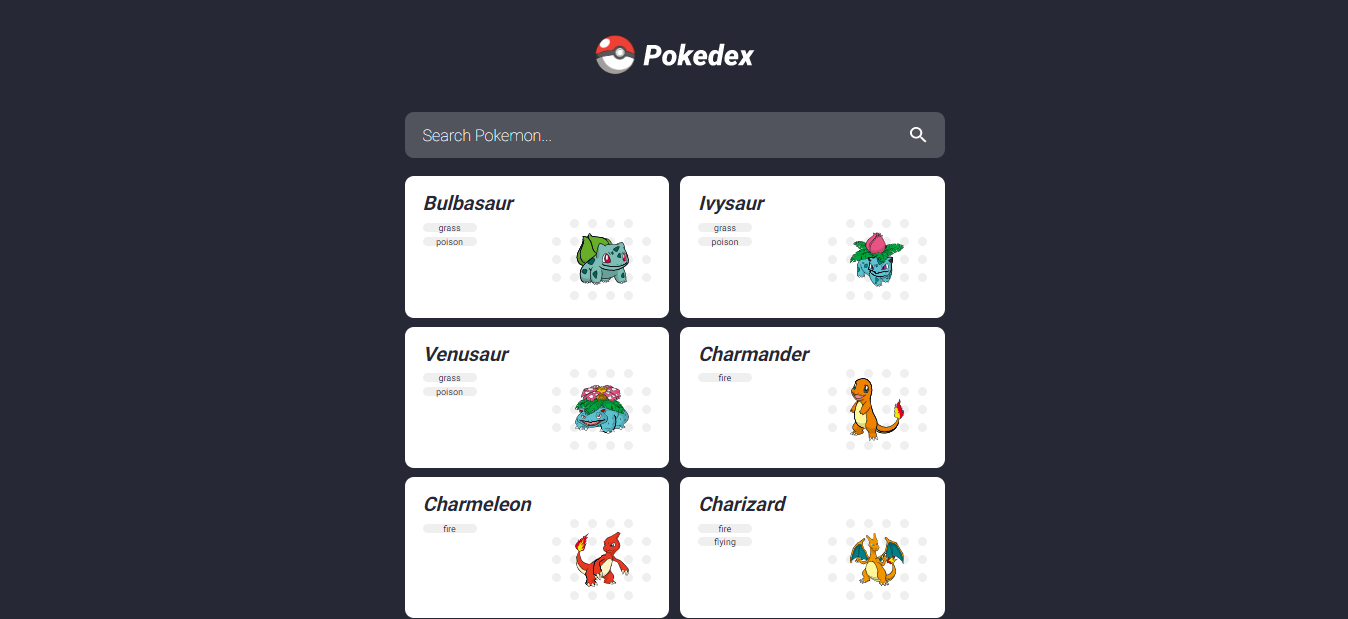 Pokedex
Search Pokemon...
Bulbasaur
grass
poison
Ivysaur
grass
poison
Venusaur
grass
poison
Charmander
fire
Charmeleon
fire
Charizard
fire
flying